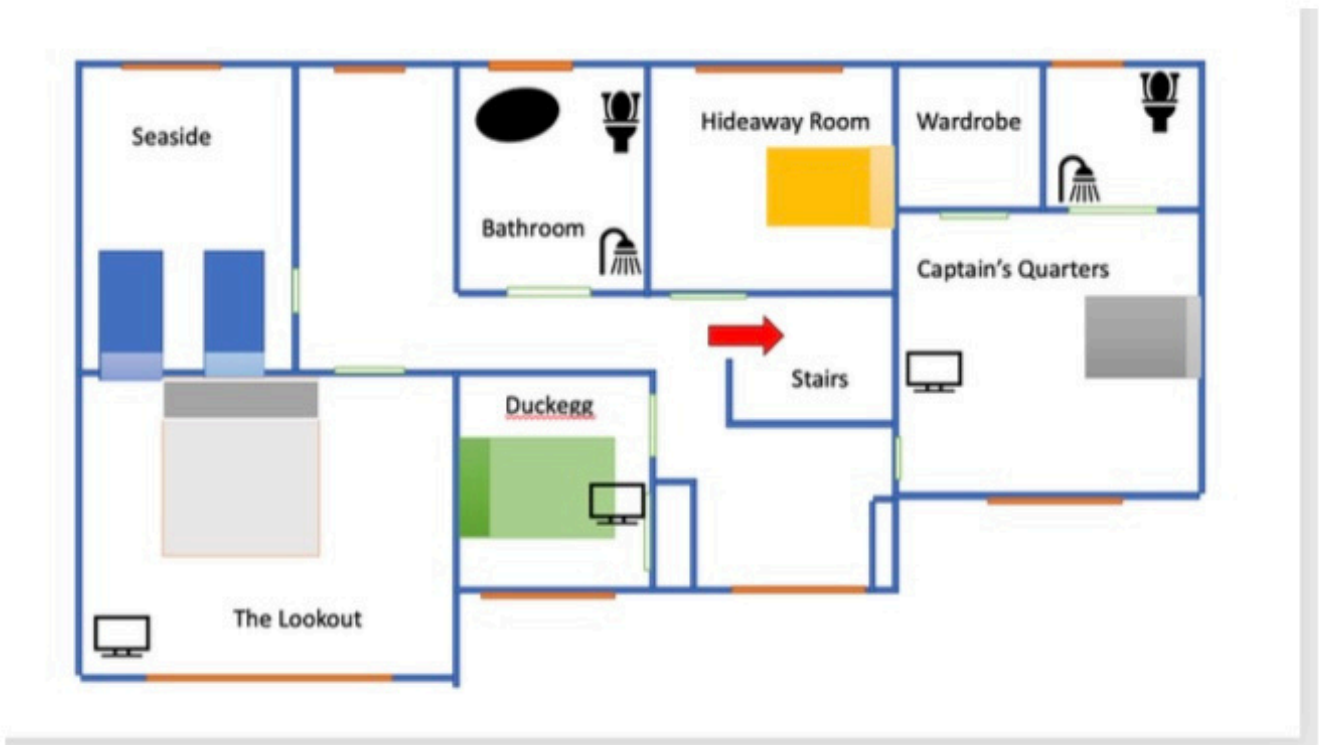 Seaside
Hideaway Room
Wardrobe
Bathroom
Captain's Quarters
Stairs
Duckegg
The Lookout